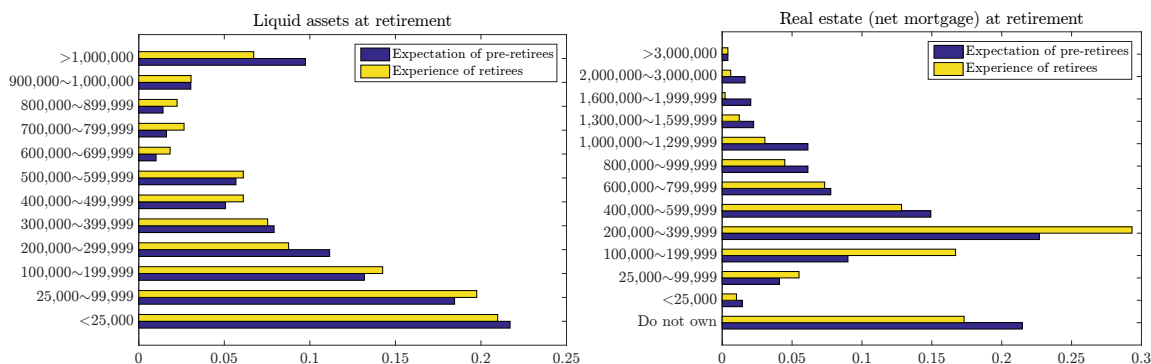 Liquid assets at retirement
>1,000,000
900,000~1,000,000
800,000~899,999
700,000~799,999
600,000~699,999
500,000~599,999
400,000~499,999
300,000~399,999
200,000~299,999
100,000~199,999
25,000~99,999
<25,000
Expectation of pre-retirees
Experience of retirees
0 0.05 0.1 0.15 0.2 0.25
Real estate (net mortgage) at retirement
>3,000,000
2,000,000~3,000,000
1,600,000~1,999,999
1,300,000~1,599,999
1,000,000~1,299,999
800,000~999,999
600,000~799,999
400,000~599,999
200,000~399,999
100,000~199,999
25,000~99,999
<25,000
Do not own
Expectation of pre-retirees
Experience of retirees
0 0.05 0.1 0.15 0.2 0.25 0.3